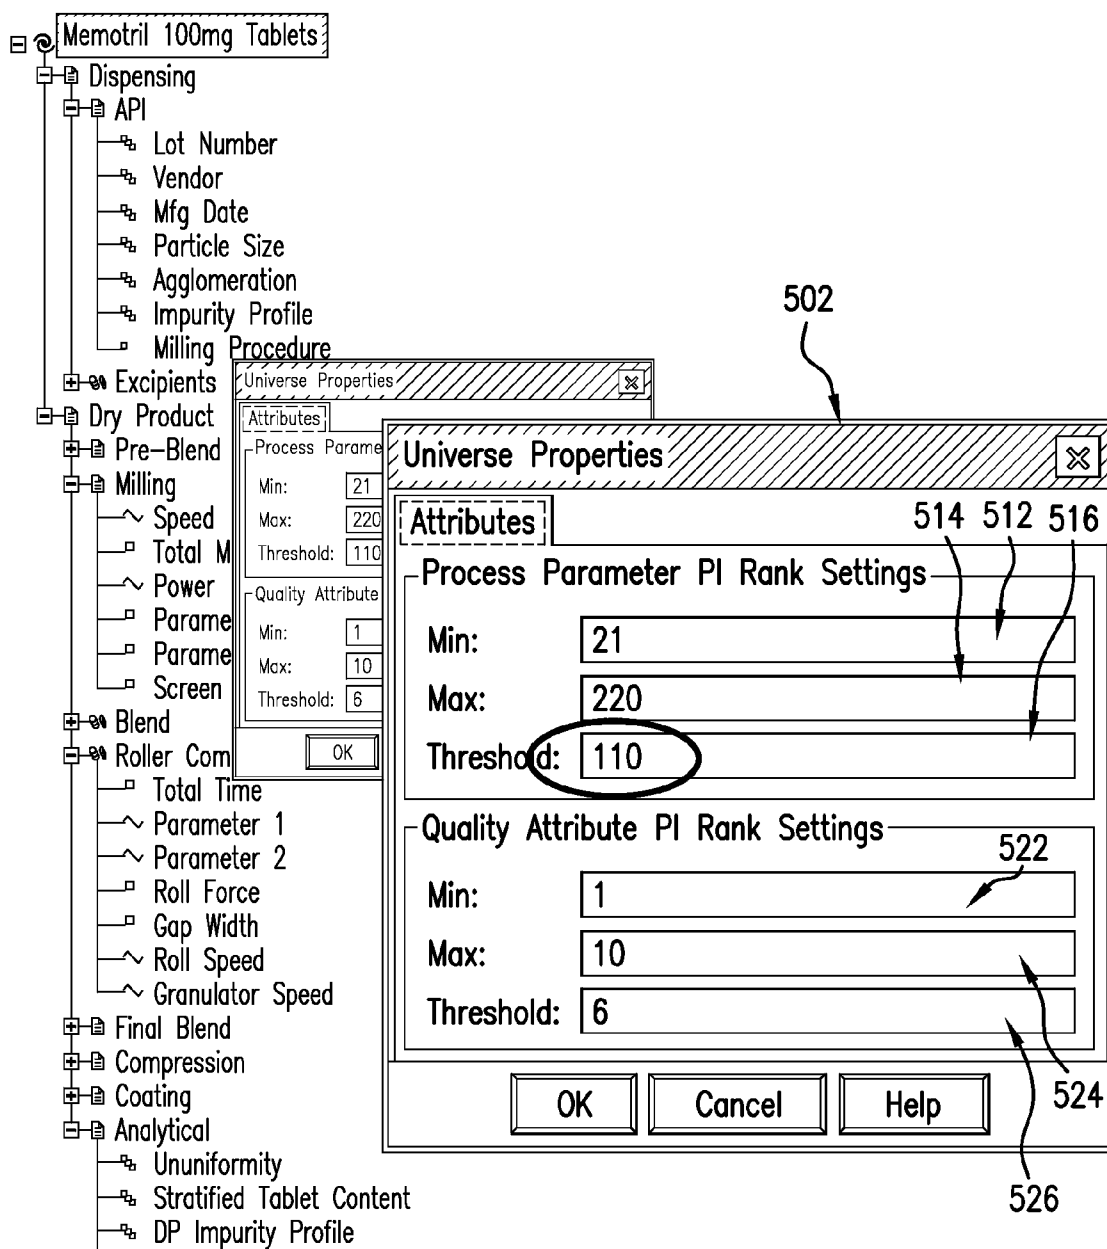 Memotril 100mg Tablets
Dispensing
API
Lot Number
Vendor
Mfg Date
Particle Size
Agglomeration
Impurity Profile
Milling Procedure
Excipients
Dry Product
Pre-Blend
Milling
Speed
Total M
Power
Parame
Parame
Screen
Blend
Roller Com
Total Time
Parameter 1
Parameter 2
Roll Force
Gap Width
Roll Speed
Granulator Speed
Final Blend
Compression
Coating
Analytical
Ununiformity
Stratified Tablet Content
DP Impurity Profile
Universe Properties
Attributes
Process Parame
Min: 21
Max: 220
Threshold: 110
Quality Attribute
Min: 1
Max: 10
Threshold: 6
OK
502
Universe Properties
Attributes
514 512 516
Process Parameter PI Rank Settings
Min: 21
Max: 220
Threshold: 110
Quality Attribute PI Rank Settings
522
Min: 1
Max: 10
Threshold: 6
OK Cancel Help
524
526